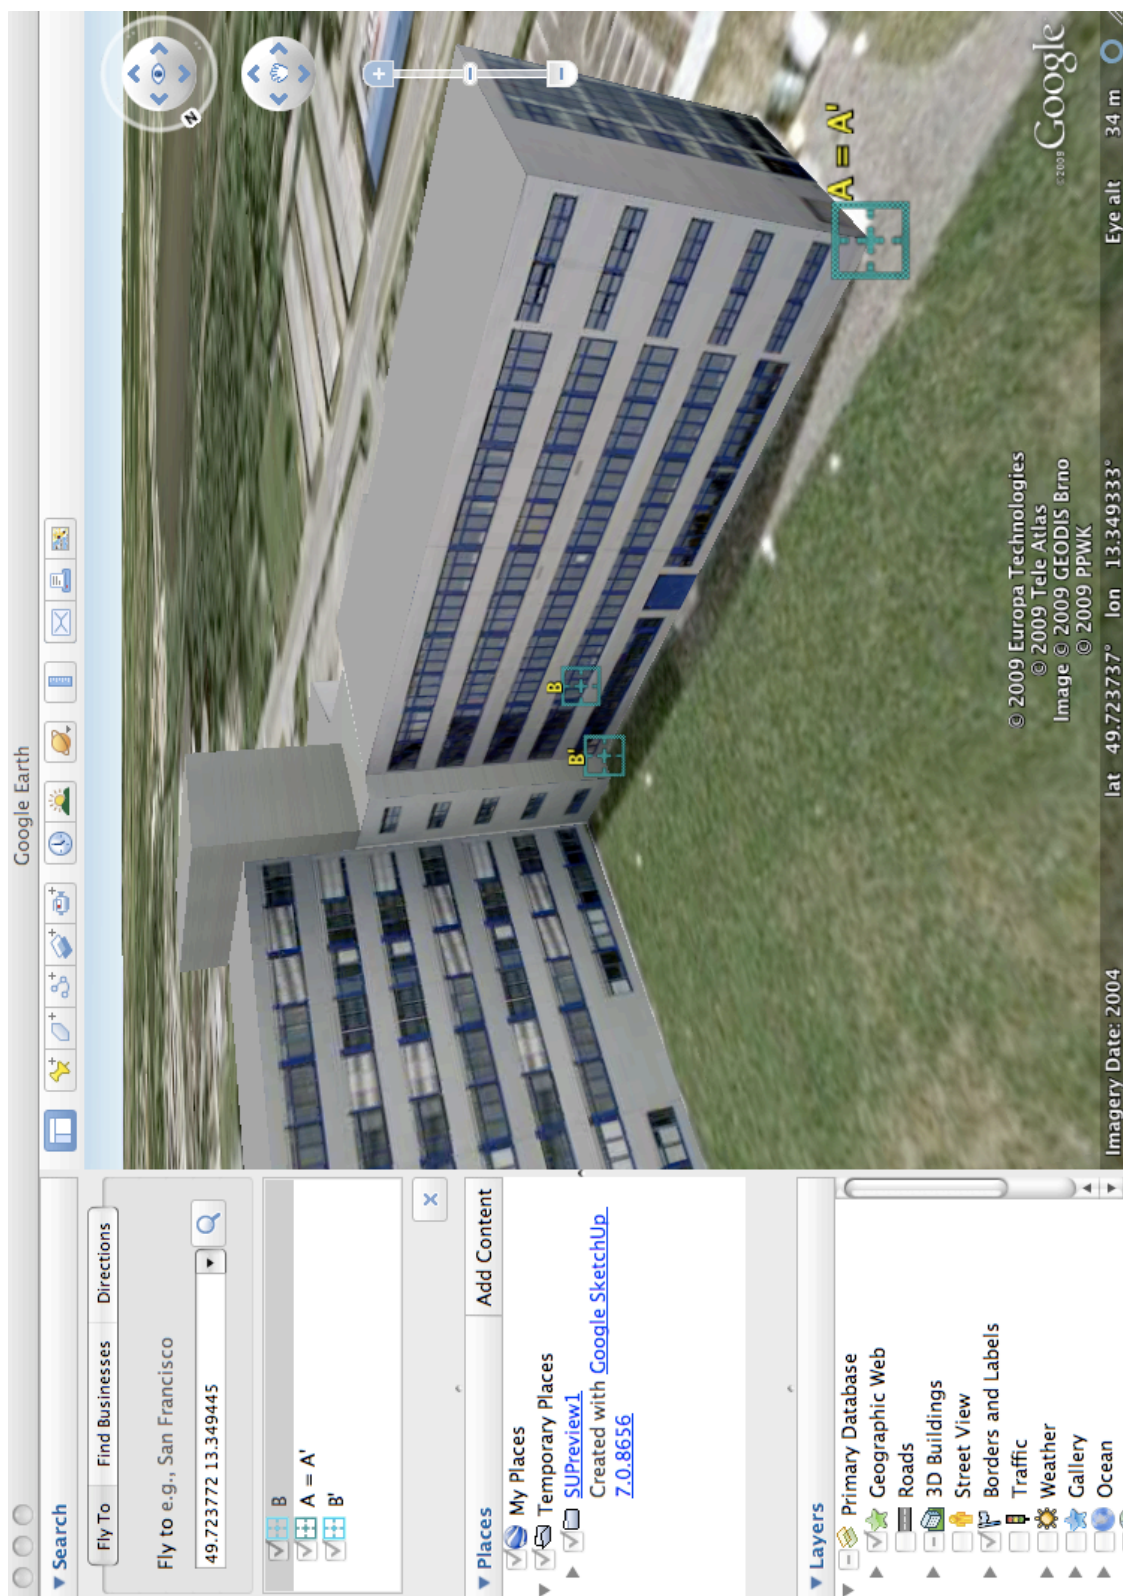 Google Earth
Search
Fly To
Find Businesses
Directions
Fly to e.g., San Francisco
49.723772 13.349445
B
A = A'
B'
Places
Add Content
My Places
Temporary Places
SUPreview1
Created with Google SketchUp
7.0.8656
Layers
Primary Database
Geographic Web
Roads
3D Buildings
Street View
Borders and Labels
Traffic
Weather
Gallery
Ocean
N
B
B'
A = A'
© 2009 Europa Technologies
© 2009 Tele Atlas
Image © 2009 GEODIS Brno
© 2009 PPWK
©2009 Google
Imagery Date: 2004
lat 49.723737° lon 13.349333°
Eye alt 34 m